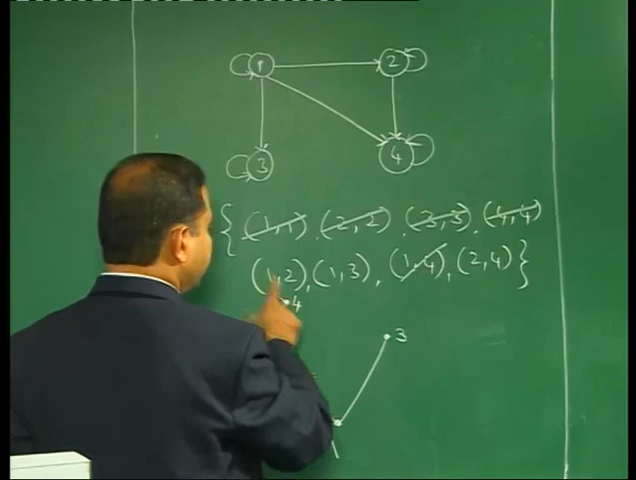 1 2
3 4
{ (1,1), (2,2), (3,3), (4,4)
(1,2), (1,3), (1,4), (2,4) }
4
3
1